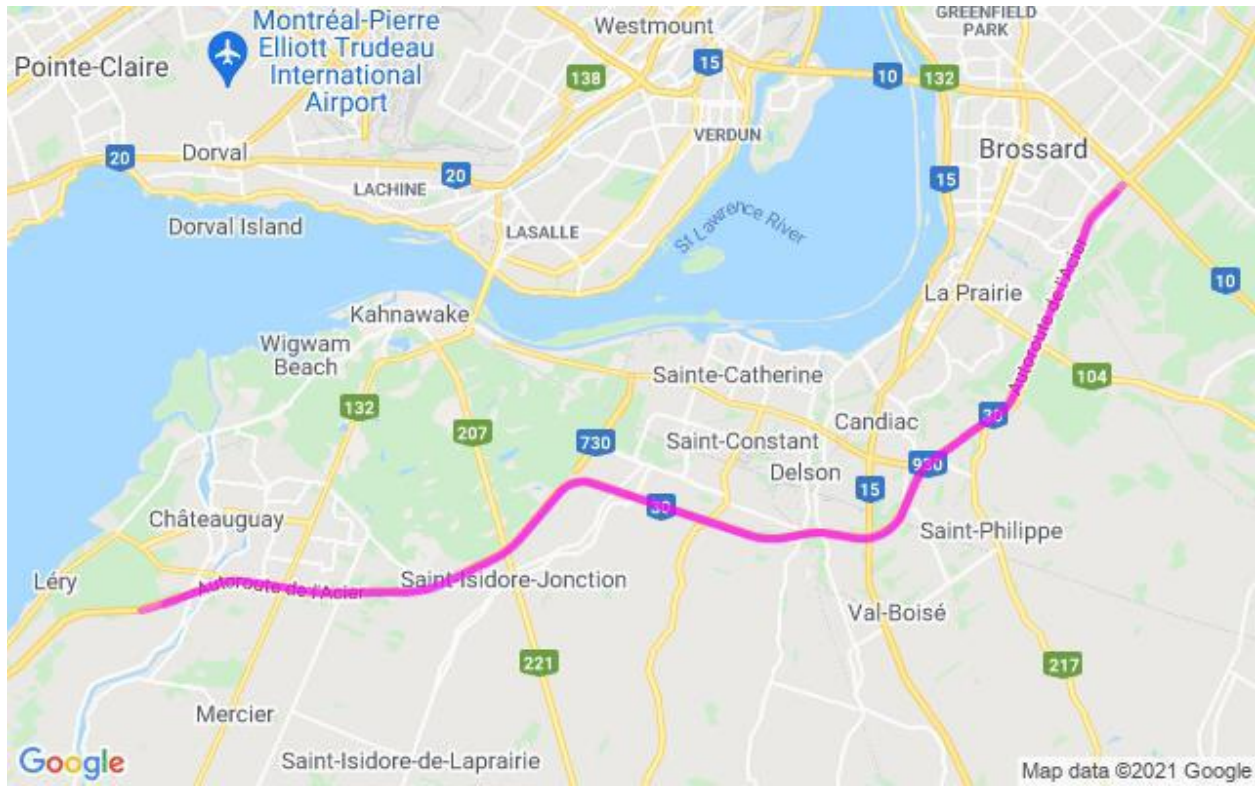 Montréal-Pierre
Elliott Trudeau
International
Airport
Westmount
GREENFIELD
PARK
Pointe-Claire
15
138
10
132
VERDUN
Brossard
20
Dorval
20
LACHINE
15
Dorval Island
LASALLE
St Lawrence River
Autoroute de l'Acier
10
La Prairie
Kahnawake
Wigwam
Beach
Sainte-Catherine
104
132
207
730
Candiac
30
Saint-Constant
Delson
930
15
30
Châteauguay
Saint-Philippe
Léry
Autoroute de l'Acier
Saint-Isidore-Jonction
Val-Boisé
221
217
Mercier
Saint-Isidore-de-Laprairie
Google
Map data ©2021 Google